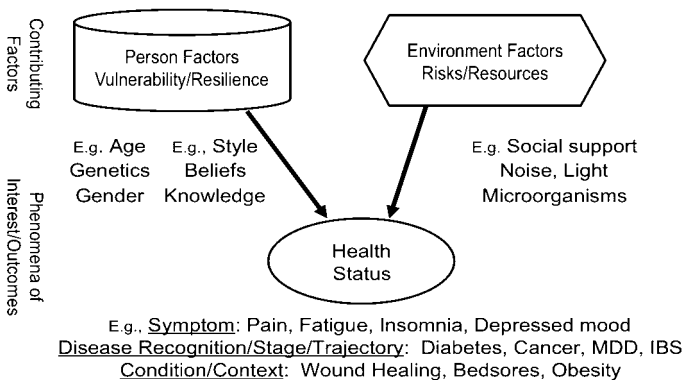 Contributing
Factors
Person Factors
Vulnerability/Resilience
Environment Factors
Risks/Resources
E.g. Age
Genetics
Gender
E.g., Style
Beliefs
Knowledge
E.g. Social support
Noise, Light
Microorganisms
Phenomena of
Interest/Outcomes
Health
Status
E.g., Symptom: Pain, Fatigue, Insomnia, Depressed mood
Disease Recognition/Stage/Trajectory: Diabetes, Cancer, MDD, IBS
Condition/Context: Wound Healing, Bedsores, Obesity